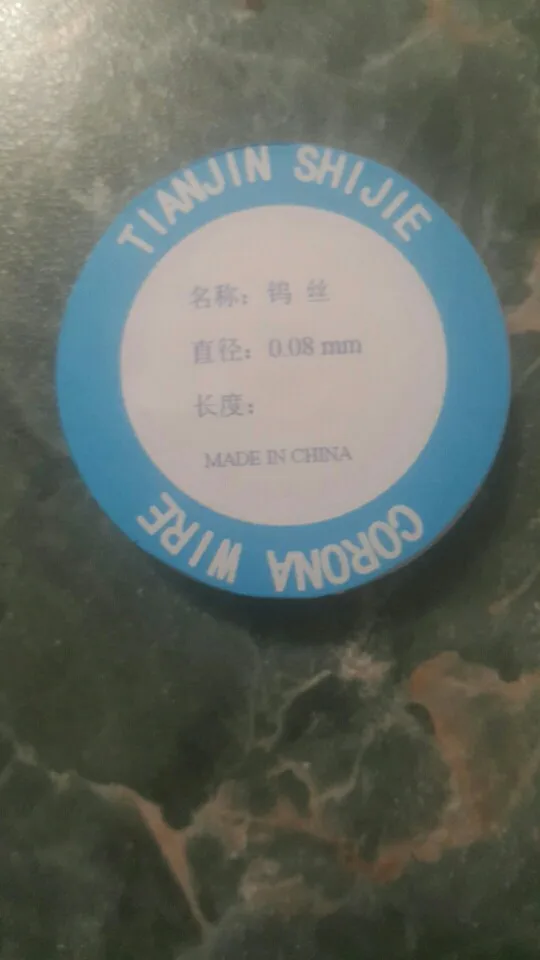 TIANJIN SHIJIE
名称：钨 丝
直径：0.08 mm
长度：
MADE IN CHINA
CORONA WIRE